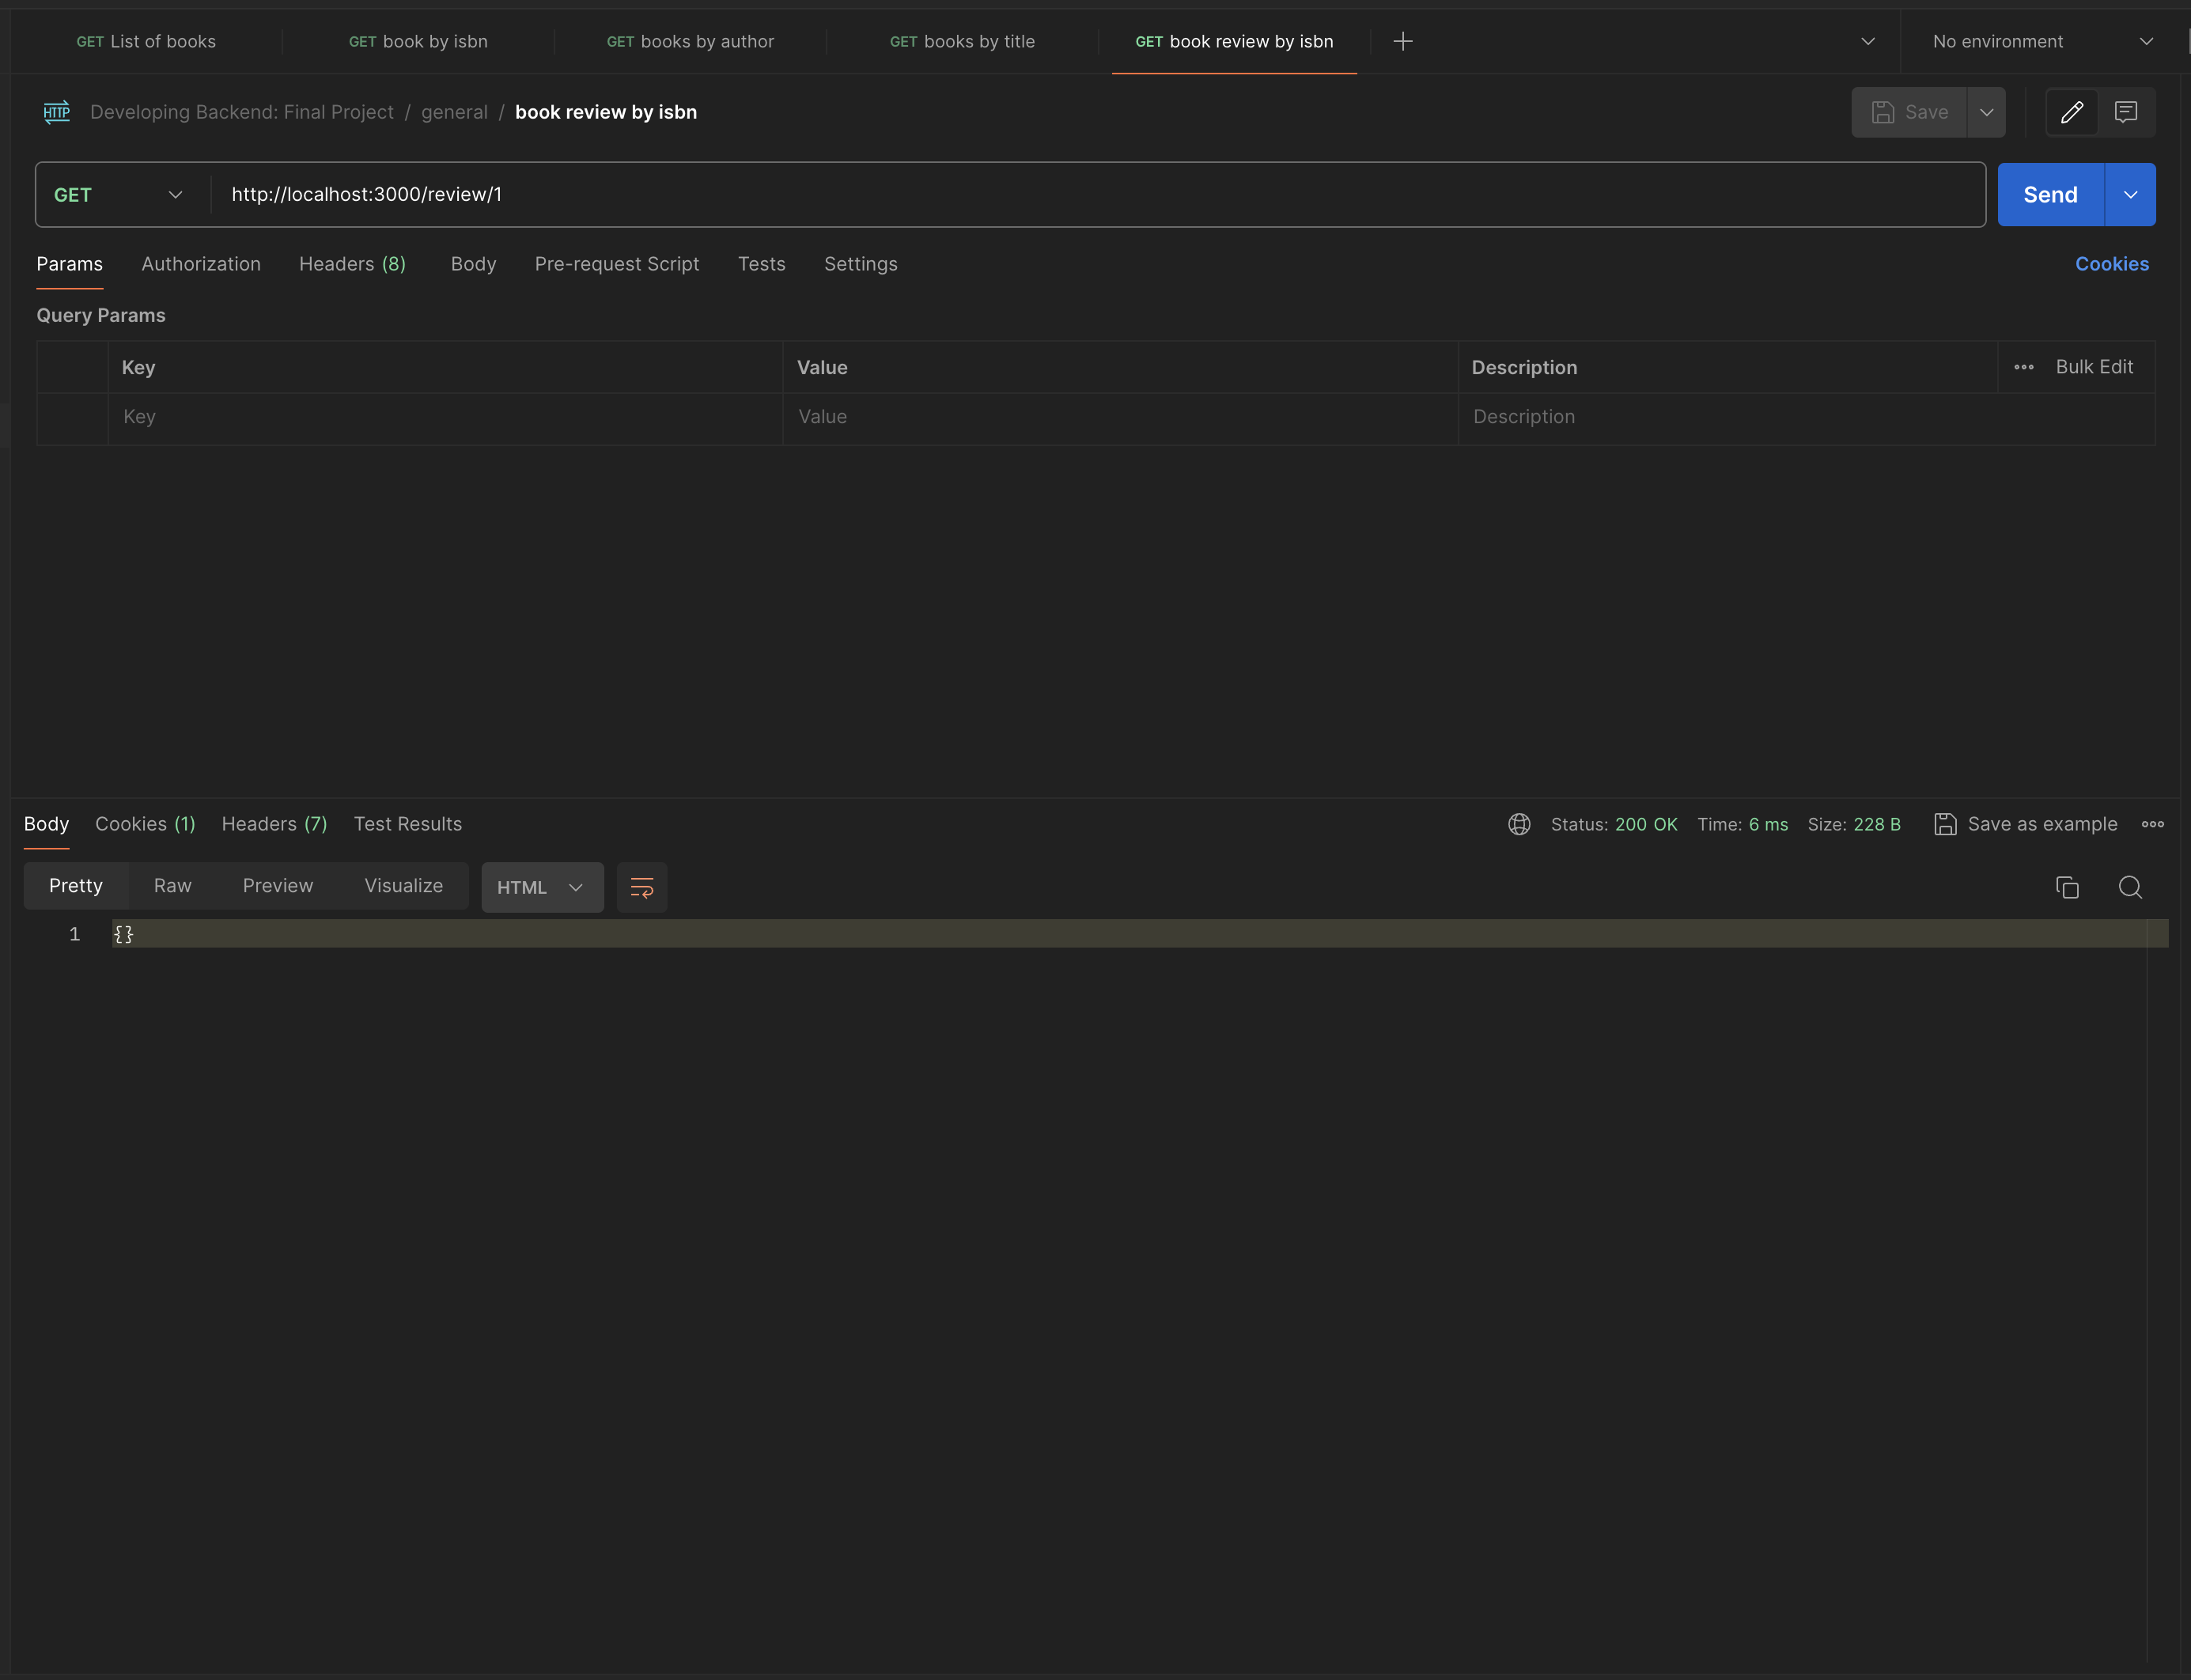 GET List of books GET book by isbn GET books by author GET books by title GET book review by isbn No environment
HTTP Developing Backend: Final Project / general / book review by isbn Save
GET http://localhost:3000/review/1 Send
Params Authorization Headers (8) Body Pre-request Script Tests Settings Cookies
Query Params
Key Value Description Bulk Edit
Key Value Description
Body Cookies (1) Headers (7) Test Results Status: 200 OK Time: 6 ms Size: 228 B Save as example
Pretty Raw Preview Visualize HTML
1 {}